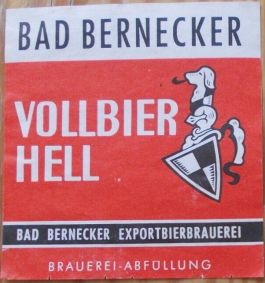 BAD BERNECKER
VOLLBIER
HELL
BAD BERNECKER EXPORTBIERBRAUEREI
BRAUEREI-ABFÜLLUNG